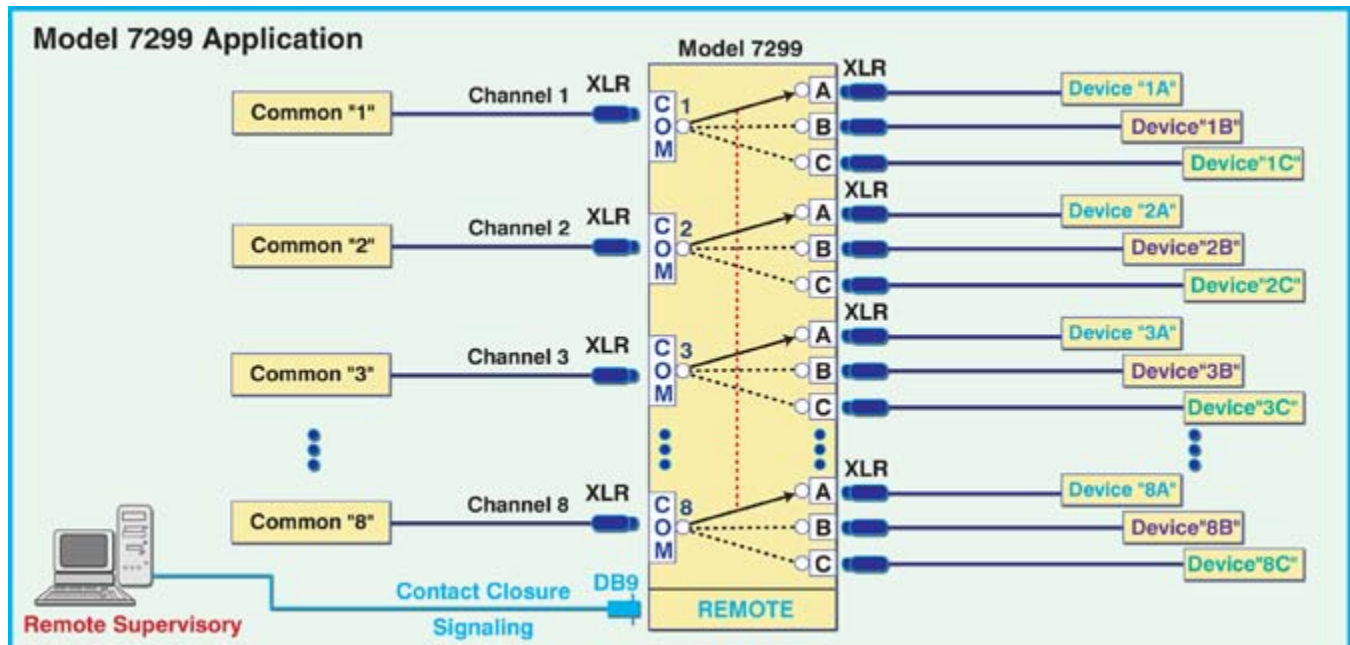 Model 7299 Application
Model 7299
Common "1"
Channel 1
XLR
COM
1
A
B
C
XLR
Device "1A"
Device"1B"
Device"1C"
Common "2"
Channel 2
XLR
COM
2
A
B
C
XLR
Device "2A"
Device"2B"
Device"2C"
Common "3"
Channel 3
XLR
COM
3
A
B
C
XLR
Device "3A"
Device"3B"
Device"3C"
Common "8"
Channel 8
XLR
COM
8
A
B
C
XLR
Device "8A"
Device"8B"
Device"8C"
Remote Supervisory
Contact Closure
Signaling
DB9
REMOTE